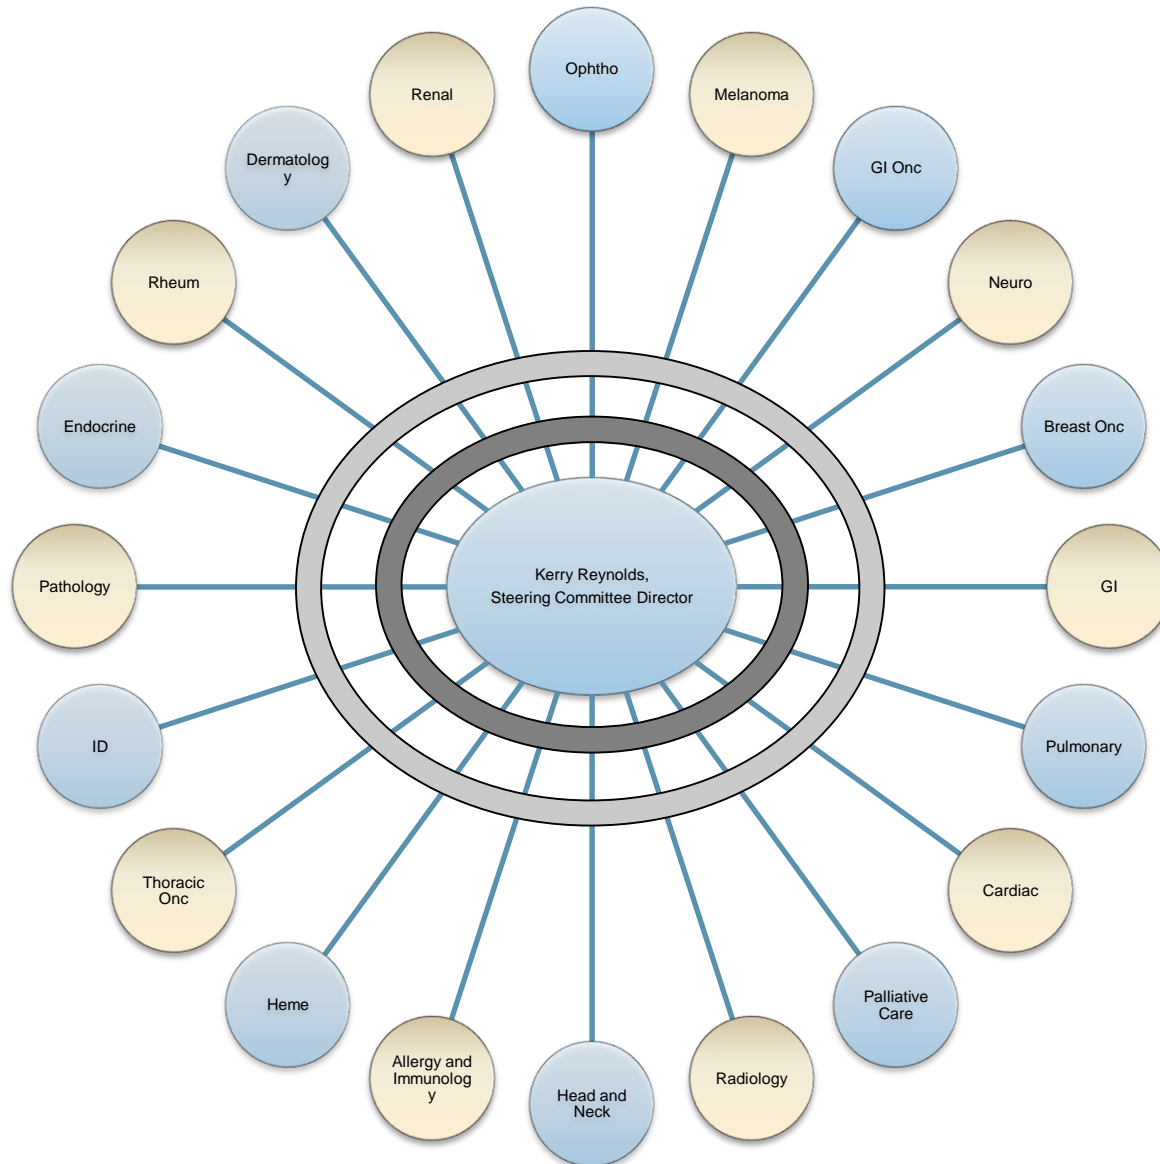 Ophtho
Melanoma
GI Onc
Neuro
Breast Onc
GI
Pulmonary
Cardiac
Palliative
Care
Radiology
Head and
Neck
Allergy and
Immunolog
y
Heme
Thoracic
Onc
ID
Pathology
Endocrine
Rheum
Dermatolog
y
Renal
Kerry Reynolds,
Steering Committee Director